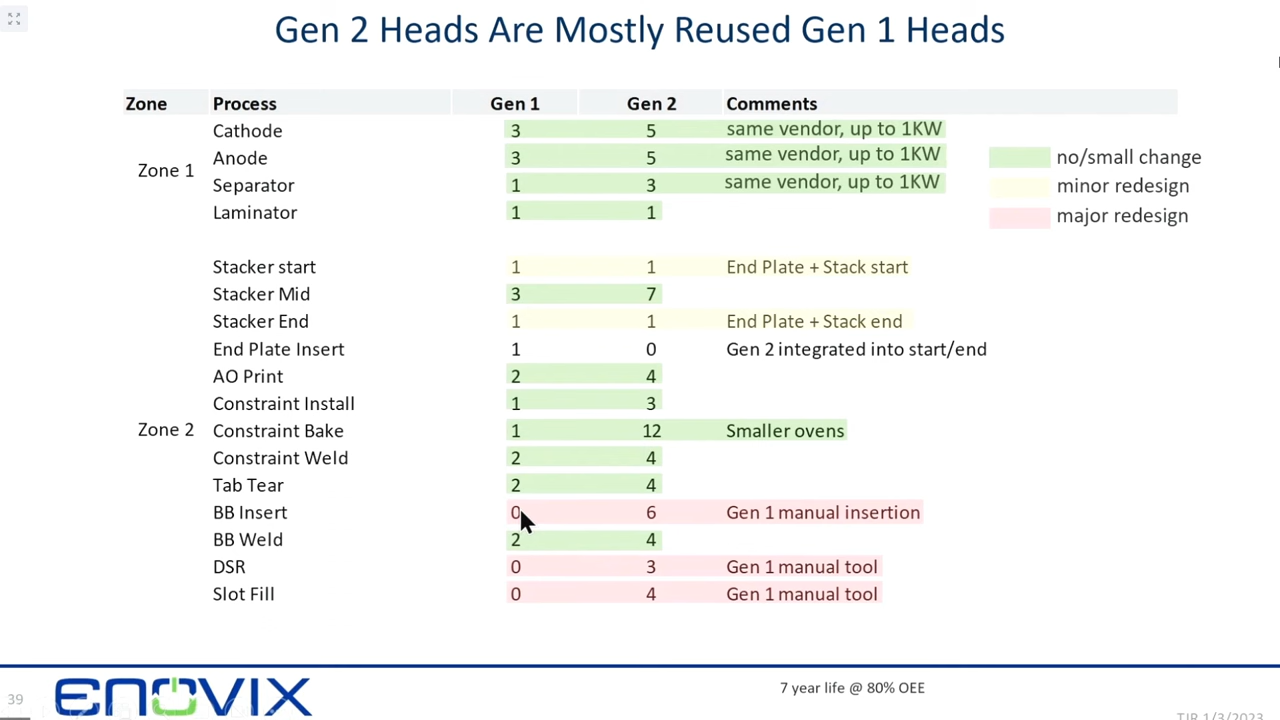 Gen 2 Heads Are Mostly Reused Gen 1 Heads
Zone Process Gen 1 Gen 2 Comments
Cathode 3 5 same vendor, up to 1KW
Anode 3 5 same vendor, up to 1KW
Zone 1
Separator 1 3 same vendor, up to 1KW
Laminator 1 1
no/small change
minor redesign
major redesign
Stacker start 1 1 End Plate + Stack start
Stacker Mid 3 7
Stacker End 1 1 End Plate + Stack end
End Plate Insert 1 0 Gen 2 integrated into start/end
AO Print 2 4
Constraint Install 1 3
Zone 2 Constraint Bake 1 12 Smaller ovens
Constraint Weld 2 4
Tab Tear 2 4
BB Insert 0 6 Gen 1 manual insertion
BB Weld 2 4
DSR 0 3 Gen 1 manual tool
Slot Fill 0 4 Gen 1 manual tool
39
ENOVIX
7 year life @ 80% OEE
TJR 1/3/2023